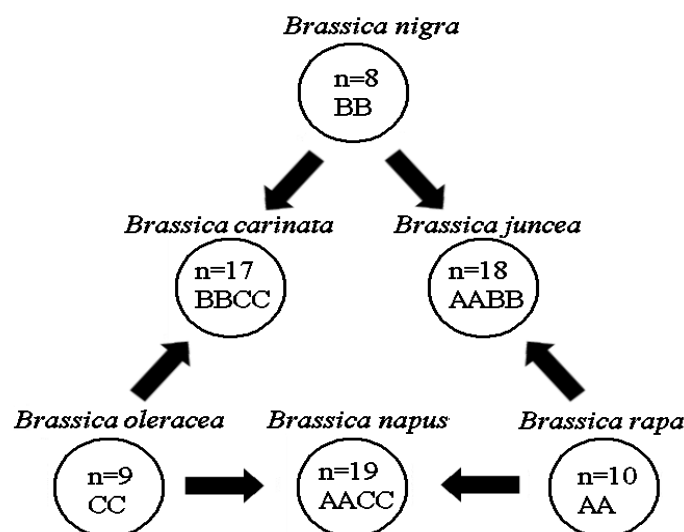 Brassica nigra
n=8
BB
Brassica carinata
Brassica juncea
n=17
BBCC
n=18
AABB
Brassica oleracea
Brassica napus
Brassica rapa
n=9
CC
n=19
AACC
n=10
AA